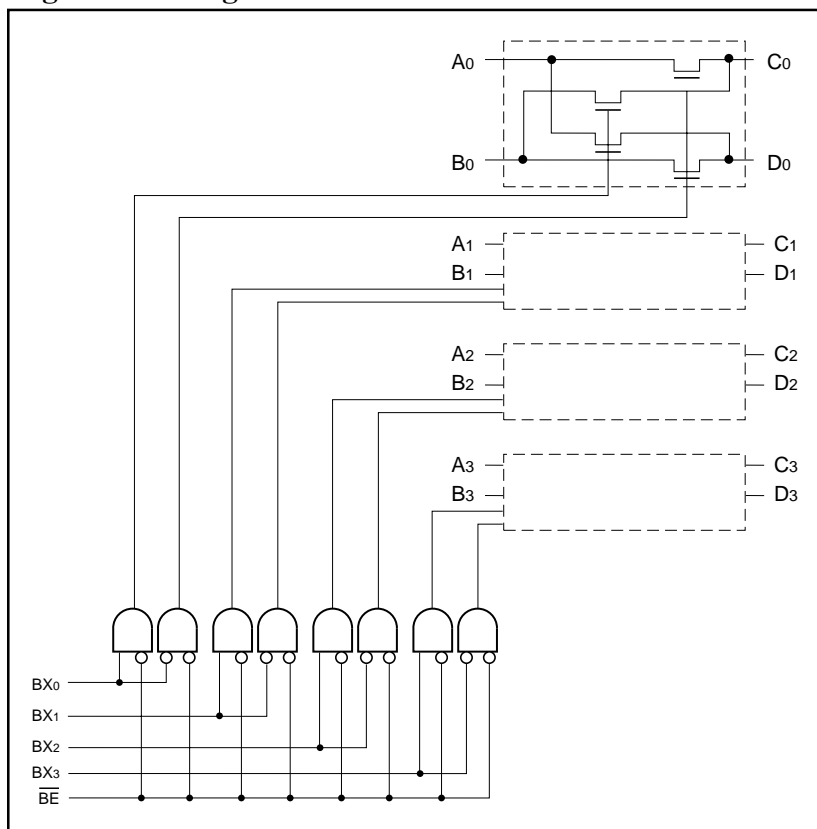 A0 C0
B0 D0
A1 C1
B1 D1
A2 C2
B2 D2
A3 C3
B3 D3
BX0
BX1
BX2
BX3
BE